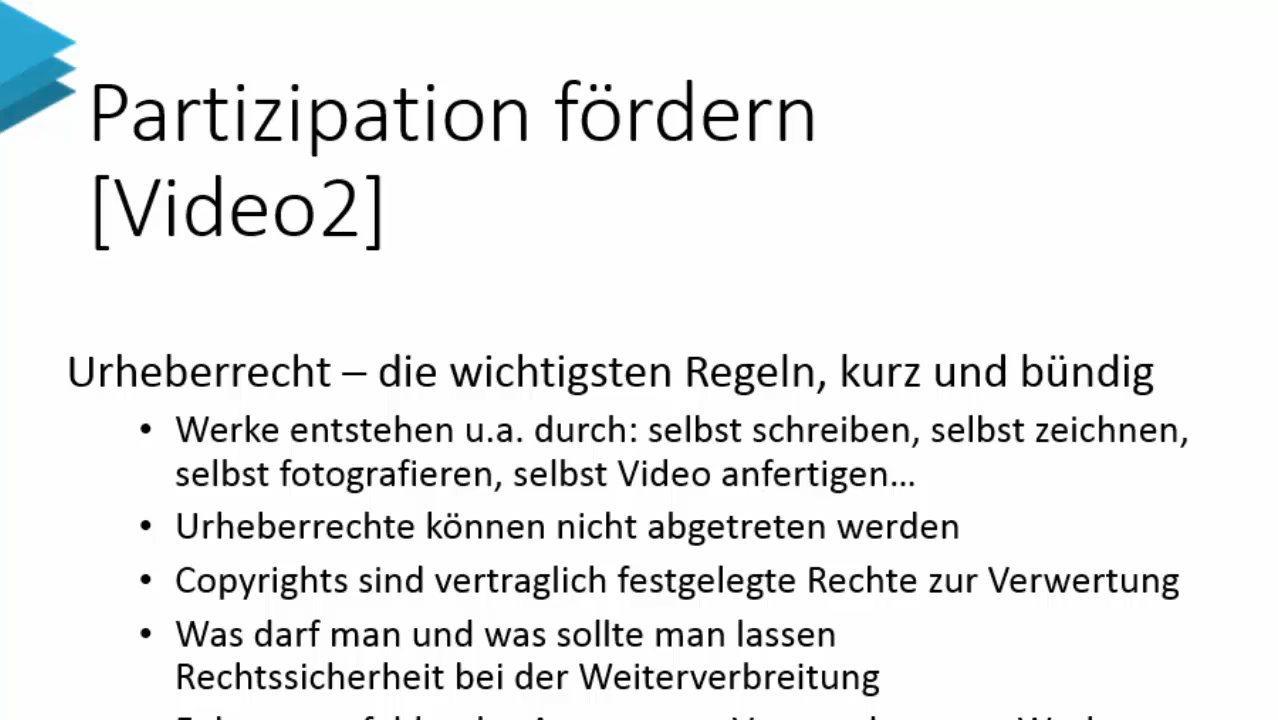 Partizipation fördern
[Video2]
Urheberrecht – die wichtigsten Regeln, kurz und bündig
• Werke entstehen u.a. durch: selbst schreiben, selbst zeichnen,
selbst fotografieren, selbst Video anfertigen...
• Urheberrechte können nicht abgetreten werden
• Copyrights sind vertraglich festgelegte Rechte zur Verwertung
• Was darf man und was sollte man lassen
Rechtssicherheit bei der Weiterverbreitung